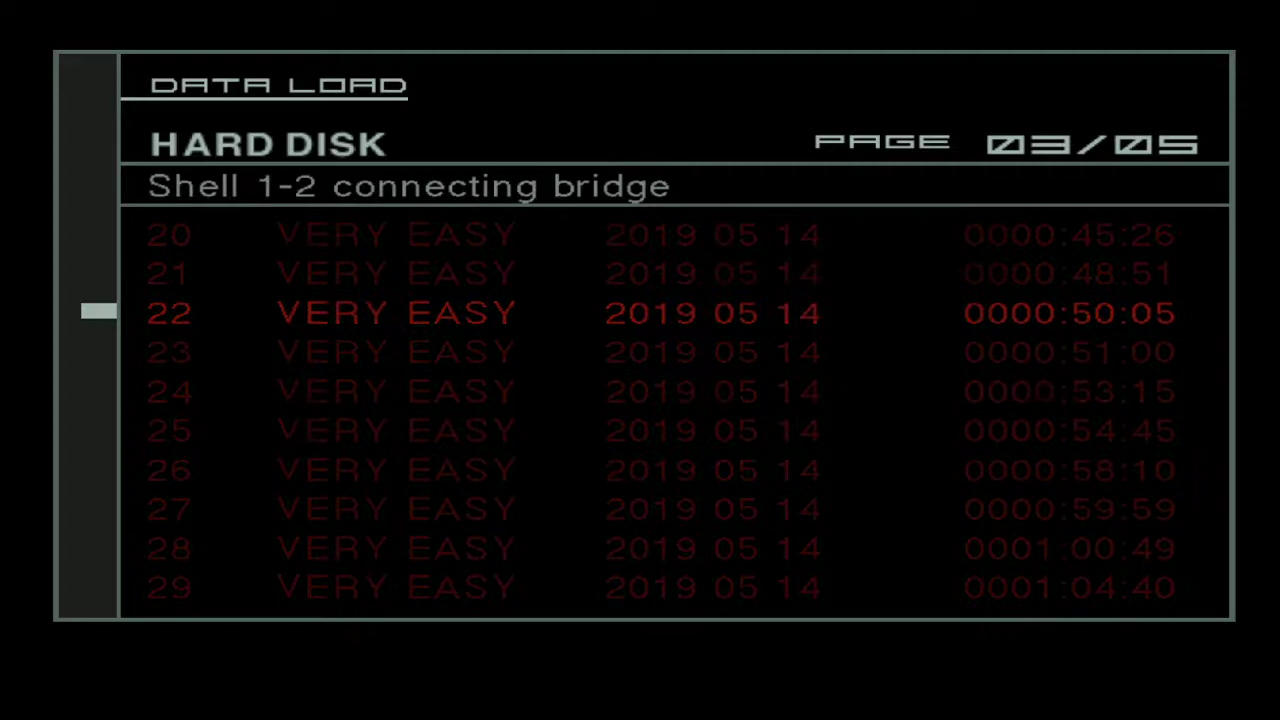 DATA LOAD
HARD DISK PAGE 03/05
Shell 1-2 connecting bridge
20 VERY EASY 2019 05 14 0000:45:26
21 VERY EASY 2019 05 14 0000:48:51
22 VERY EASY 2019 05 14 0000:50:05
23 VERY EASY 2019 05 14 0000:51:00
24 VERY EASY 2019 05 14 0000:53:15
25 VERY EASY 2019 05 14 0000:54:45
26 VERY EASY 2019 05 14 0000:58:10
27 VERY EASY 2019 05 14 0000:59:59
28 VERY EASY 2019 05 14 0001:00:49
29 VERY EASY 2019 05 14 0001:04:40